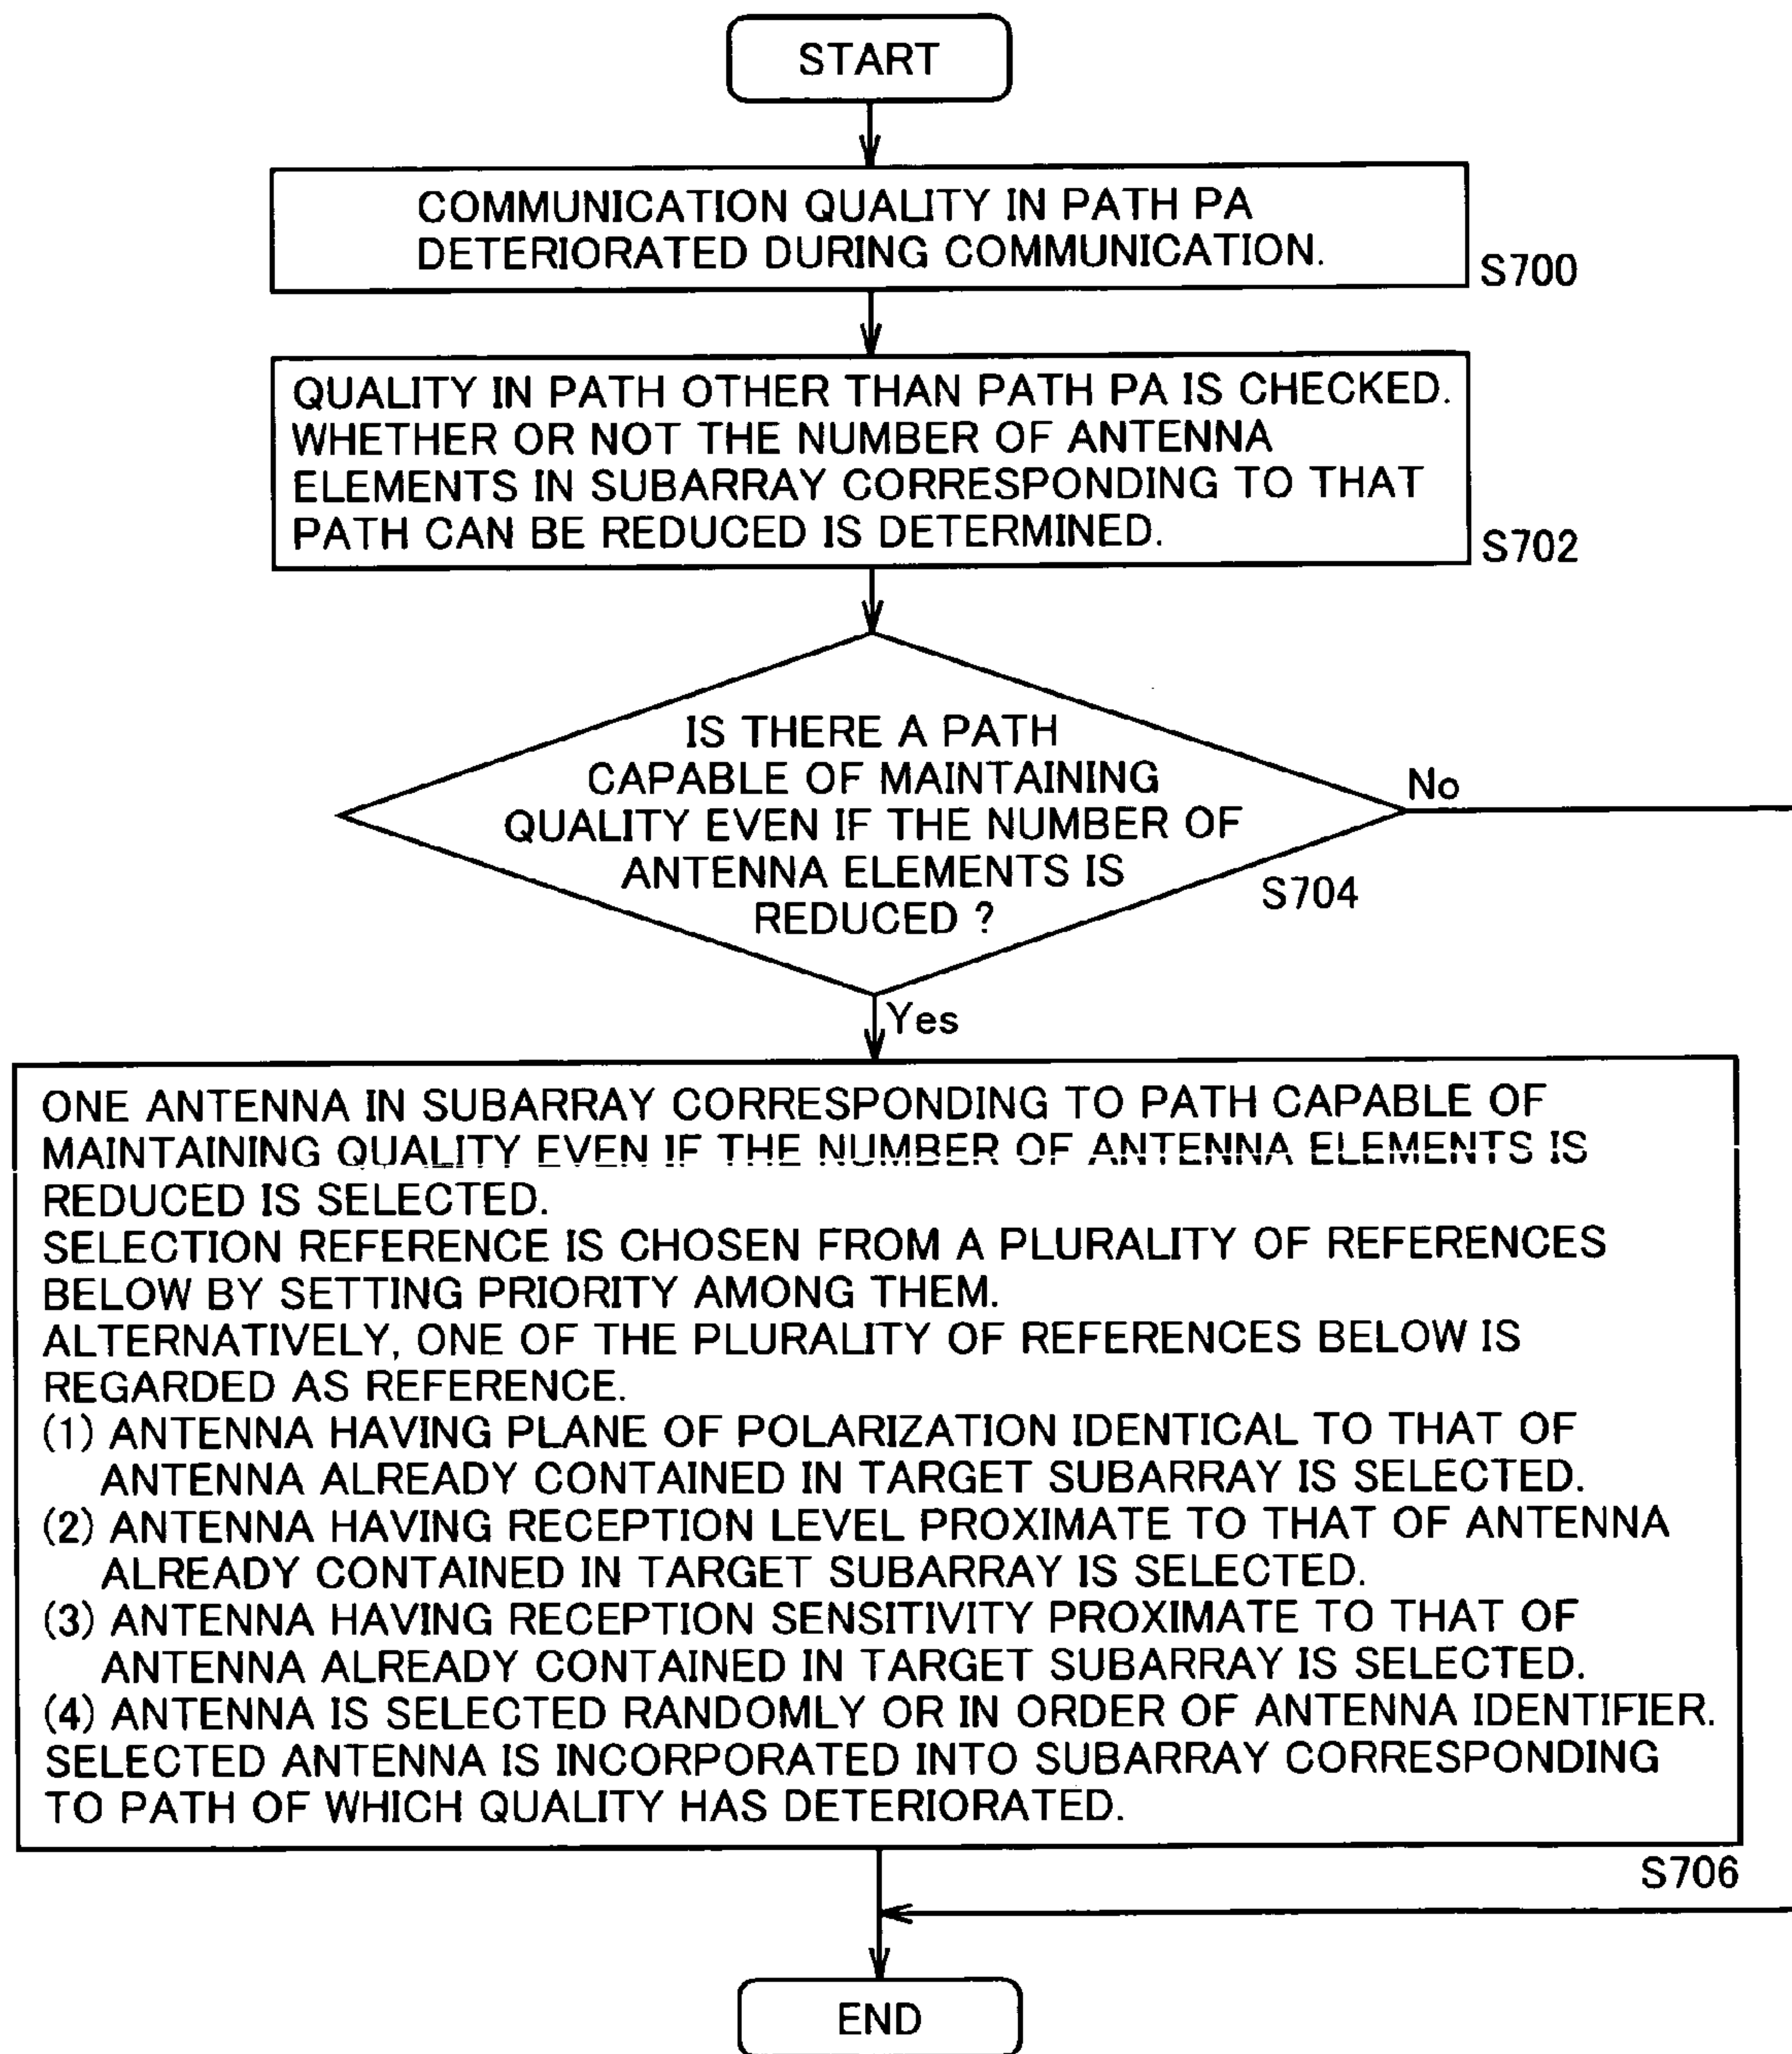 START
COMMUNICATION QUALITY IN PATH PA
DETERIORATED DURING COMMUNICATION.
S700
QUALITY IN PATH OTHER THAN PATH PA IS CHECKED.
WHETHER OR NOT THE NUMBER OF ANTENNA
ELEMENTS IN SUBARRAY CORRESPONDING TO THAT
PATH CAN BE REDUCED IS DETERMINED.
S702
IS THERE A PATH
CAPABLE OF MAINTAINING
QUALITY EVEN IF THE NUMBER OF
ANTENNA ELEMENTS IS
REDUCED ?
No
S704
Yes
ONE ANTENNA IN SUBARRAY CORRESPONDING TO PATH CAPABLE OF
MAINTAINING QUALITY EVEN IF THE NUMBER OF ANTENNA ELEMENTS IS
REDUCED IS SELECTED.
SELECTION REFERENCE IS CHOSEN FROM A PLURALITY OF REFERENCES
BELOW BY SETTING PRIORITY AMONG THEM.
ALTERNATIVELY, ONE OF THE PLURALITY OF REFERENCES BELOW IS
REGARDED AS REFERENCE.
(1) ANTENNA HAVING PLANE OF POLARIZATION IDENTICAL TO THAT OF
ANTENNA ALREADY CONTAINED IN TARGET SUBARRAY IS SELECTED.
(2) ANTENNA HAVING RECEPTION LEVEL PROXIMATE TO THAT OF ANTENNA
ALREADY CONTAINED IN TARGET SUBARRAY IS SELECTED.
(3) ANTENNA HAVING RECEPTION SENSITIVITY PROXIMATE TO THAT OF
ANTENNA ALREADY CONTAINED IN TARGET SUBARRAY IS SELECTED.
(4) ANTENNA IS SELECTED RANDOMLY OR IN ORDER OF ANTENNA IDENTIFIER.
SELECTED ANTENNA IS INCORPORATED INTO SUBARRAY CORRESPONDING
TO PATH OF WHICH QUALITY HAS DETERIORATED.
S706
END